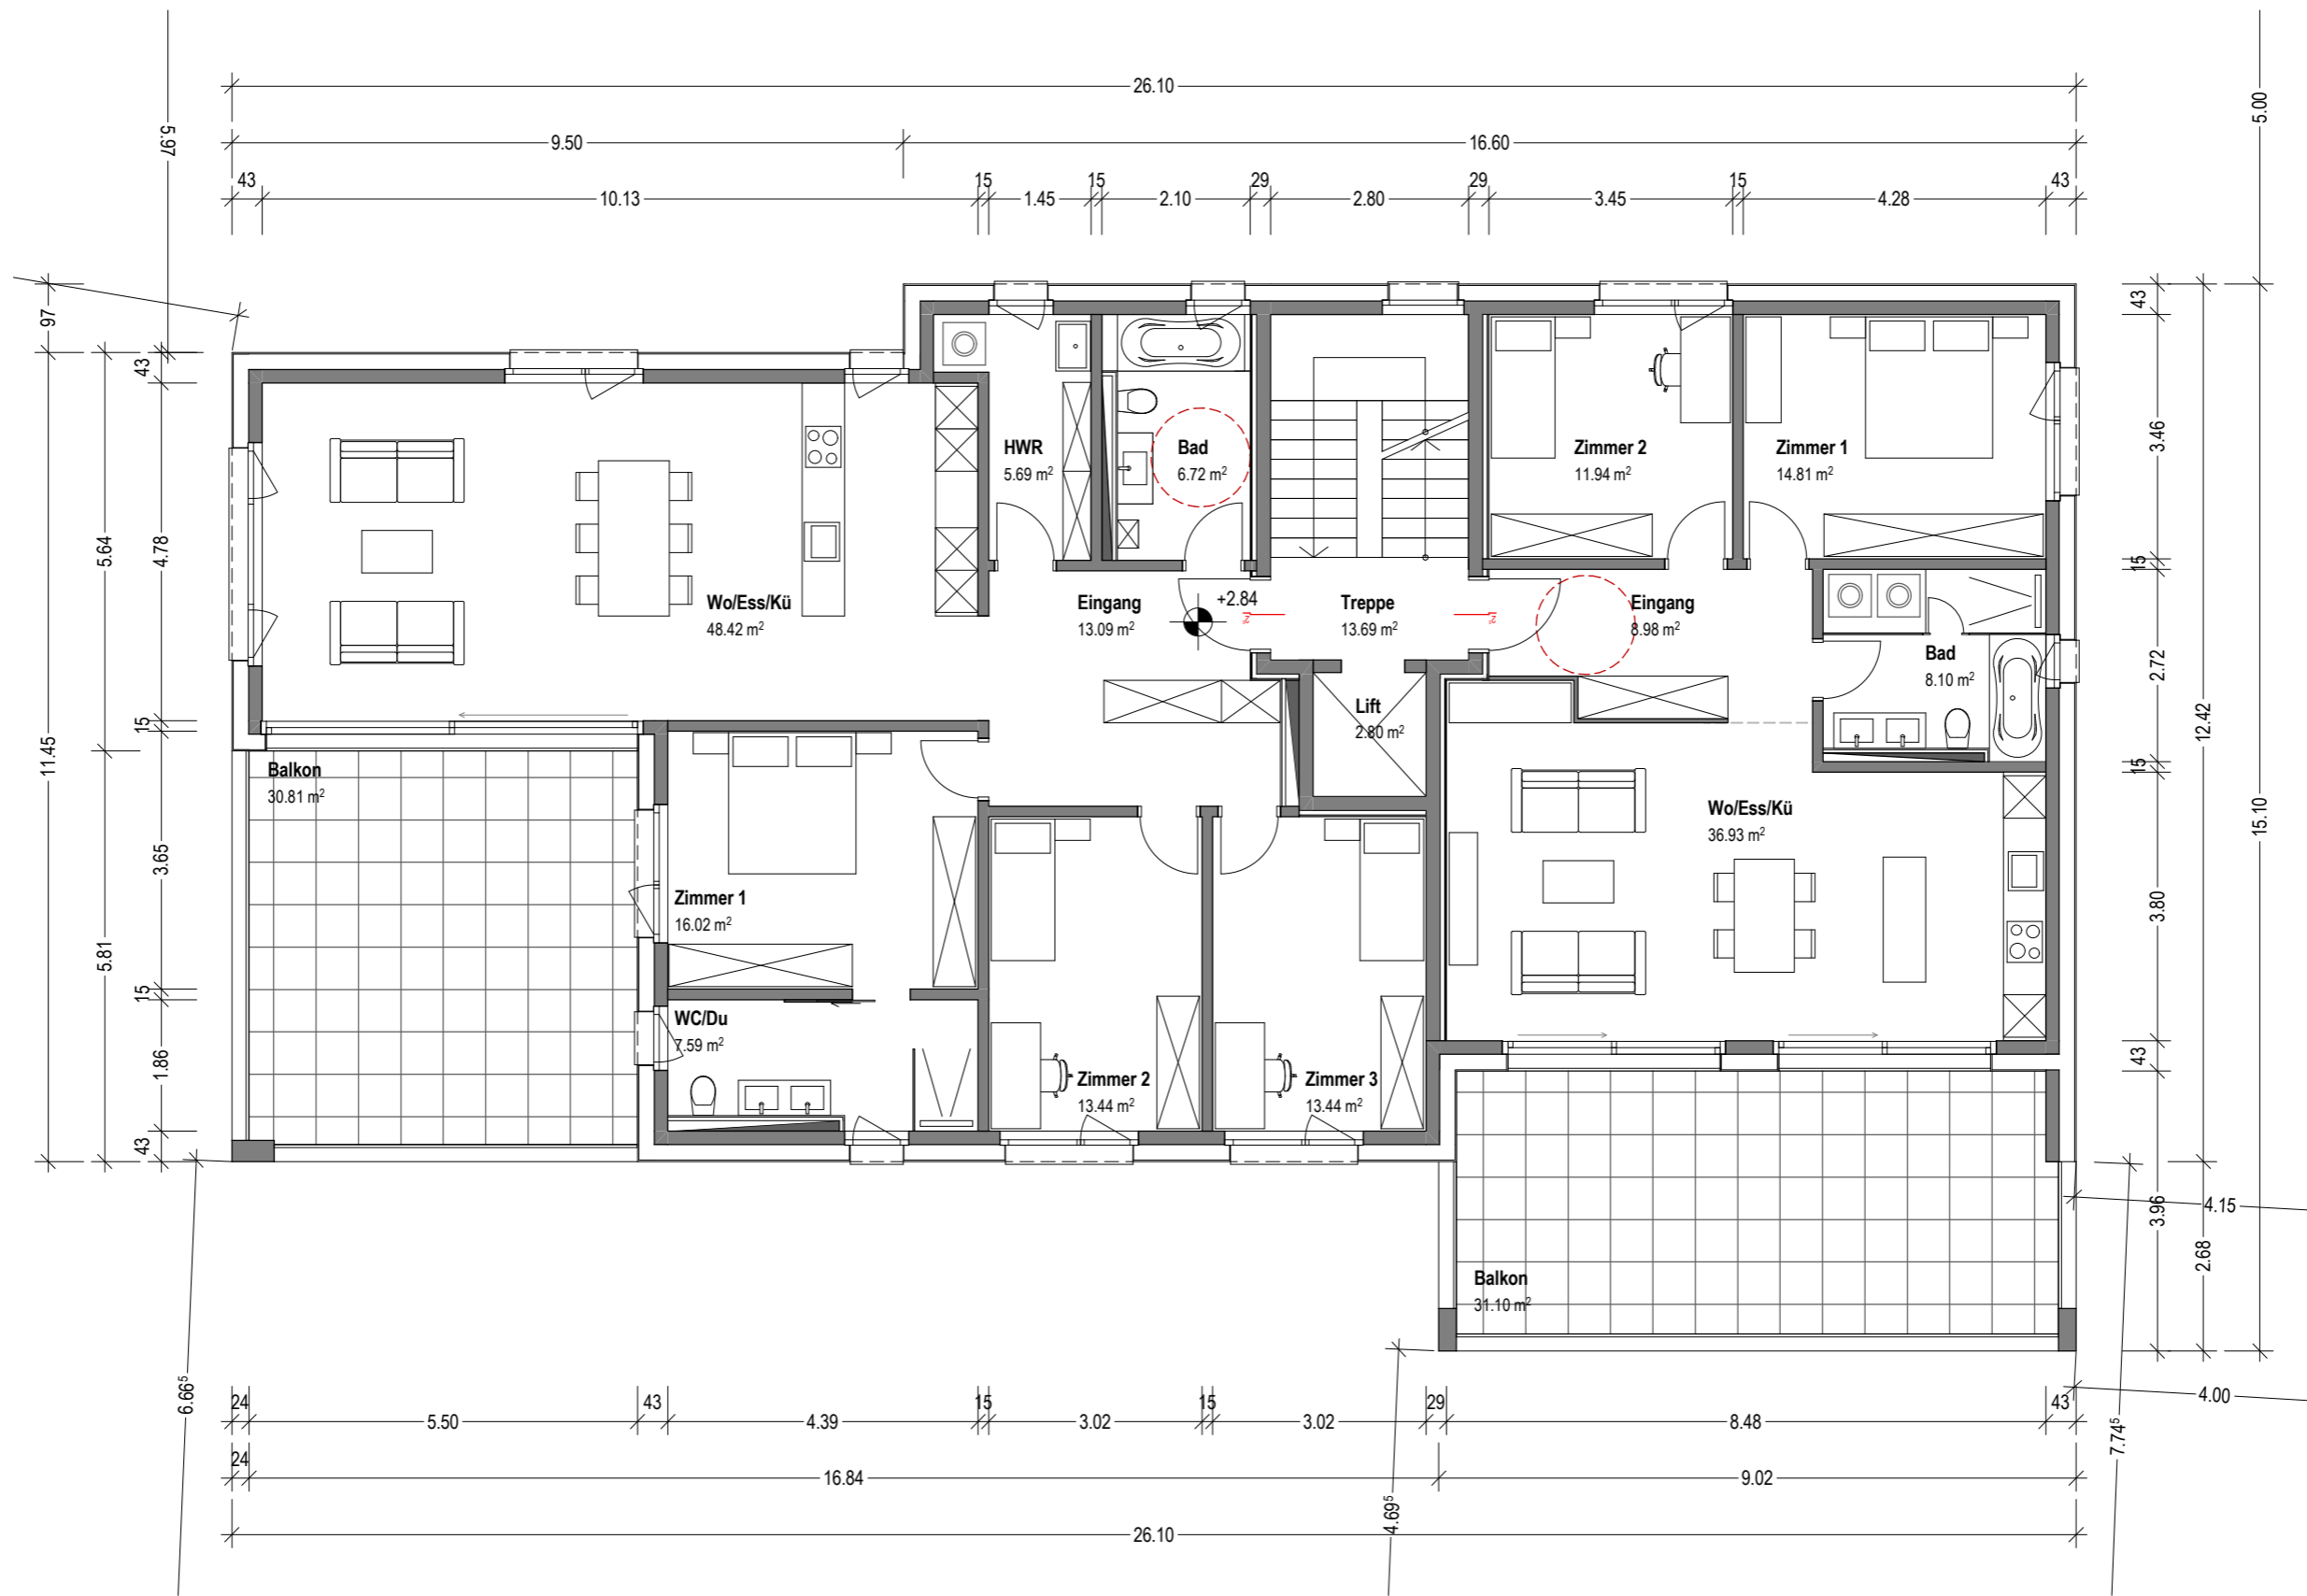 26.10
9.50
16.60
43
10.13
15
1.45
15
2.10
29
2.80
29
3.45
15
4.28
43
5.97
5.00
97
11.45
5.64
5.81
43
4.78
15
3.65
15
1.86
43
43
3.46
15
2.72
15
3.80
43
3.96
12.42
2.68
15.10
HWR
5.69 m²
Bad
6.72 m²
Zimmer 2
11.94 m²
Zimmer 1
14.81 m²
Wo/Ess/Kü
48.42 m²
Eingang
13.09 m²
+2.84
Treppe
13.69 m²
Eingang
8.98 m²
Bad
8.10 m²
Lift
2.80 m²
Balkon
30.81 m²
Wo/Ess/Kü
36.93 m²
Zimmer 1
16.02 m²
WC/Du
7.59 m²
Zimmer 2
13.44 m²
Zimmer 3
13.44 m²
Balkon
31.10 m²
4.15
4.00
6.66⁵
4.69⁵
7.74⁵
24
5.50
43
4.39
15
3.02
15
3.02
29
8.48
43
24
16.84
9.02
26.10